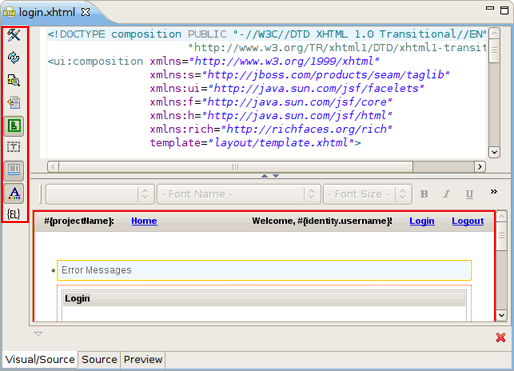 login.xhtml
<!DOCTYPE composition PUBLIC "-//W3C//DTD XHTML 1.0 Transitional//EN"
"http://www.w3.org/TR/xhtml1/DTD/xhtml1-transit
<ui:composition xmlns="http://www.w3.org/1999/xhtml"
xmlns:s="http://jboss.com/products/seam/taglib"
xmlns:ui="http://java.sun.com/jsf/facelets"
xmlns:f="http://java.sun.com/jsf/core"
xmlns:h="http://java.sun.com/jsf/html"
xmlns:rich="http://richfaces.org/rich"
template="layout/template.xhtml">
{EL}
- Font Name - - Font Size - B I U »
#{projectName}: Home Welcome, #{identity.username}! Login Logout
Error Messages
Login
Visual/Source Source Preview